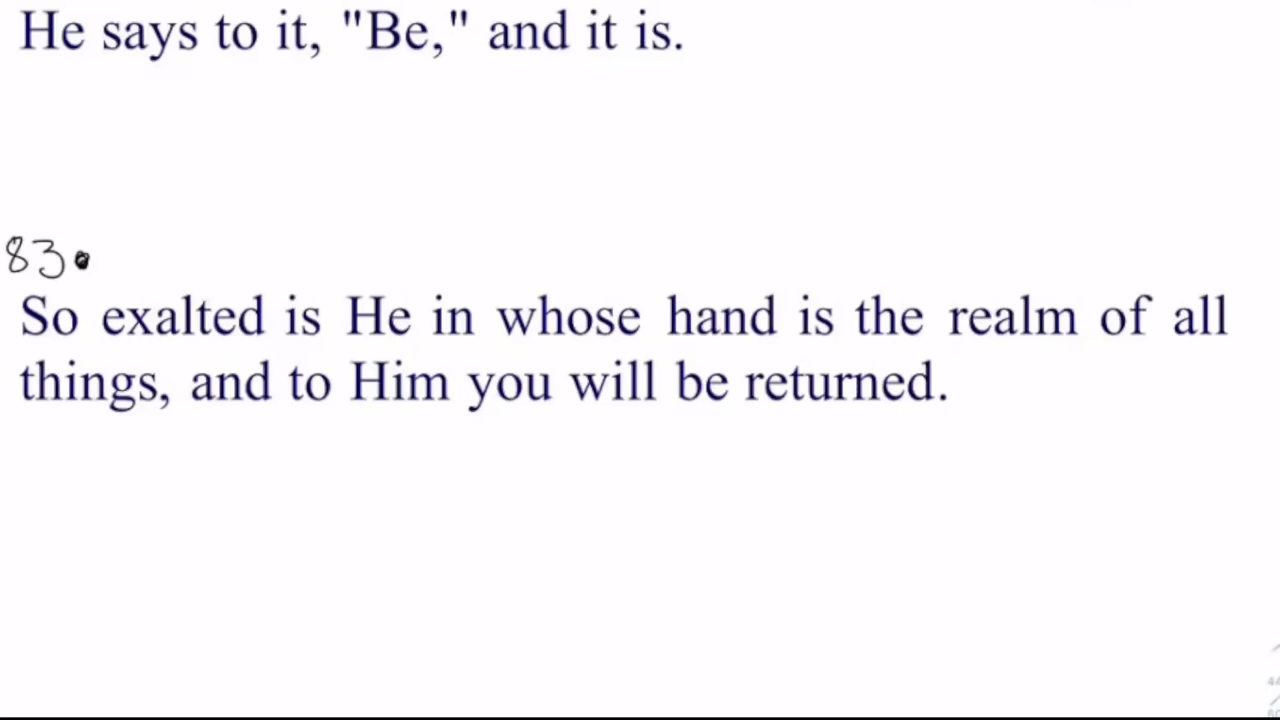 He says to it, "Be," and it is.
83.
So exalted is He in whose hand is the realm of all
things, and to Him you will be returned.